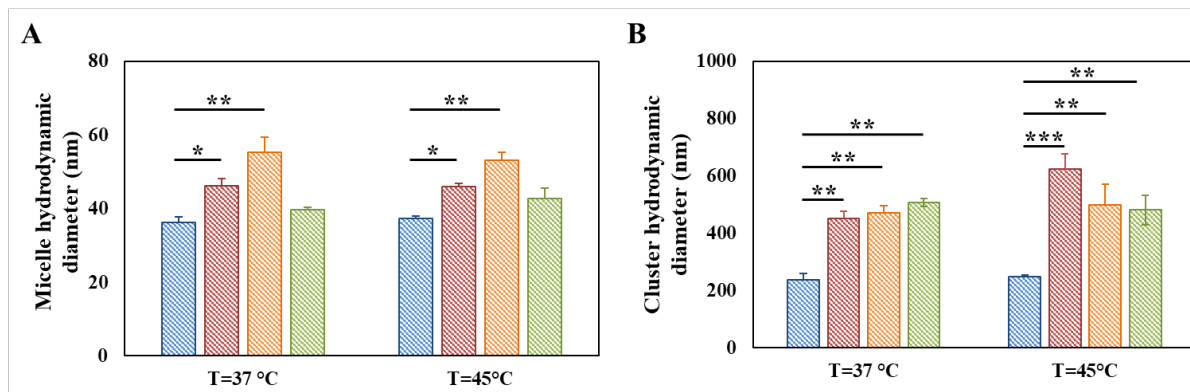 A
Micelle hydrodynamic
diameter (nm)
80
60
40
20
0
**
*
**
*
T=37 °C
T=45°C
B
Cluster hydrodynamic
diameter (nm)
1000
800
600
400
200
0
**
**
**
**
**
***
T=37 °C
T=45°C